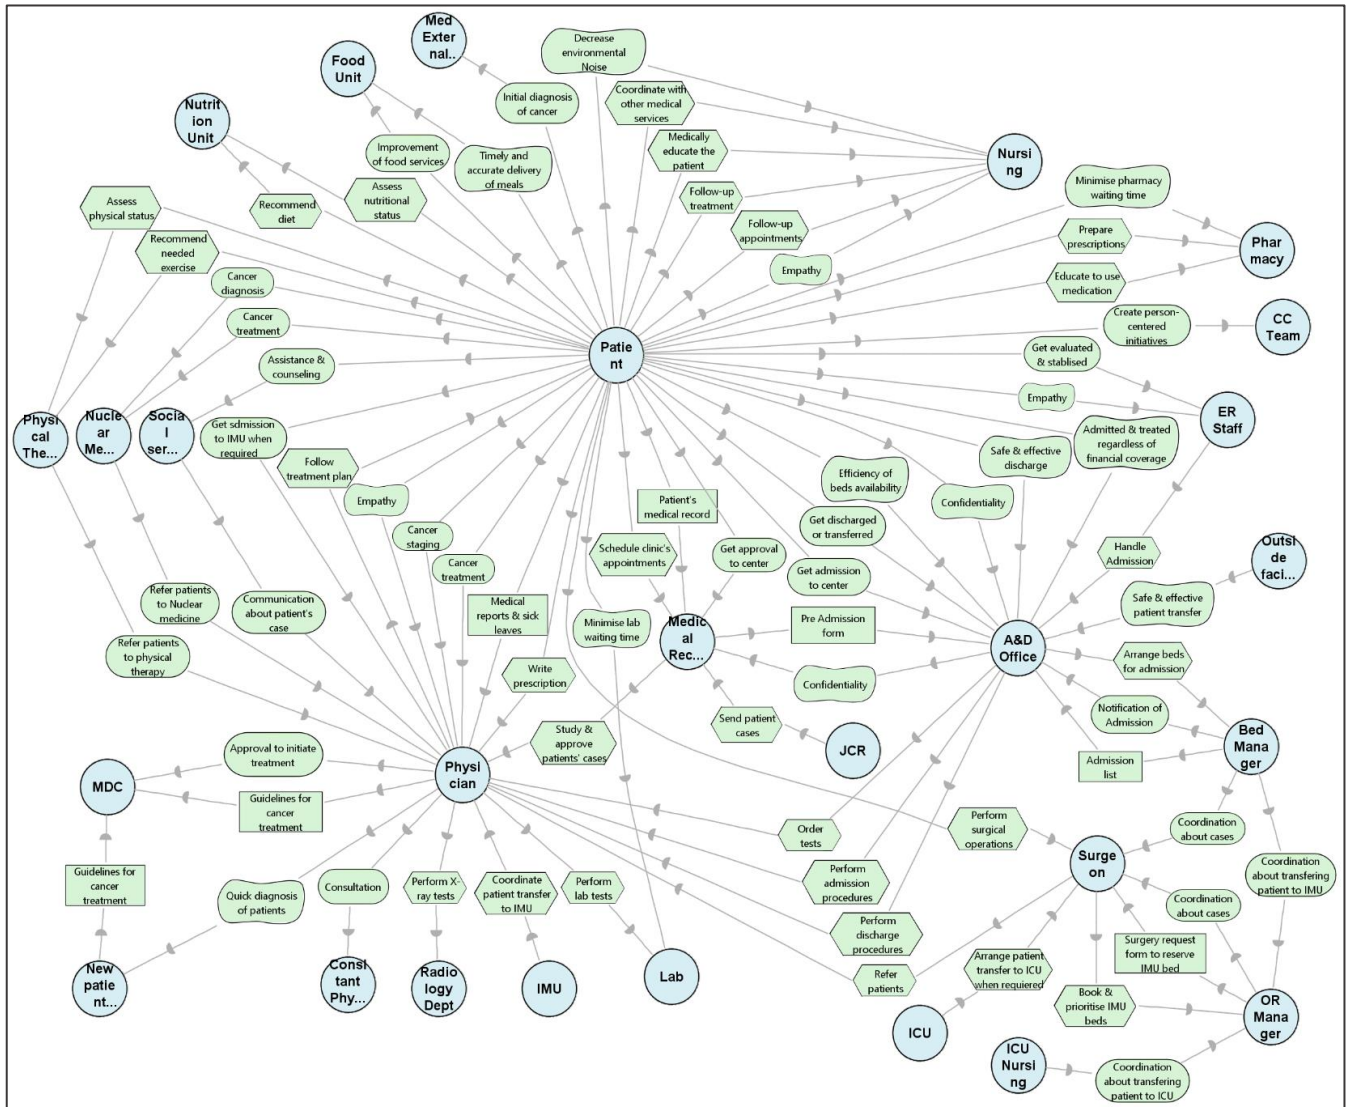 Med
Exter
nal..
Decrease
environmental
Noise
Food
Unit
Initial diagnosis
of cancer
Coordinate with
other medical
services
Nutrit
ion
Unit
Improvement
of food services
Timely and
accurate delivery
of meals
Medically
educate the
patient
Nursi
ng
Assess
physical status
Recommend
diet
Assess
nutritional
status
Follow-up
treatment
Minimise pharmacy
waiting time
Recommend
needed
exercise
Follow-up
appointments
Prepare
prescriptions
Phar
macy
Cancer
diagnosis
Empathy
Educate to use
medication
Cancer
treatment
Create person-
centered
initiatives
CC
Team
Assistance &
counseling
Patie
nt
Get evaluated
& stablised
Empathy
ER
Staff
Physi
cal
The...
Nucle
ar
Me...
Socia
l
ser...
Get sdmission
to IMU when
required
Follow
treatment plan
Empathy
Cancer
staging
Cancer
treatment
Patient's
medical record
Efficiency of
beds availability
Safe & effective
discharge
Admitted & treated
regardless of
financial coverage
Confidentiality
Schedule clinic's
appointments
Get approval
to center
Get discharged
or transferred
Get admission
to center
Handle
Admission
Outsi
de
faci...
Refer patients
to Nuclear
medicine
Communication
about patient's
case
Medical
reports & sick
leaves
Minimise lab
waiting time
Medic
al
Rec...
Pre Admission
form
A&D
Office
Safe & effective
patient transfer
Refer patients
to physical
therapy
Write
prescription
Confidentiality
Arrange beds
for admission
Study &
approve
patients' cases
Send patient
cases
JCR
Notification of
Admission
Admission
list
Bed
Mana
ger
Approval to initiate
treatment
MDC
Physi
cian
Guidelines for
cancer
treatment
Order
tests
Perform
surgical
operations
Coordination
about cases
Guidelines for
cancer
treatment
Quick diagnosis
of patients
Consultation
Perform X-
ray tests
Coordinate
patient transfer
to IMU
Perform
lab tests
Perform
admission
procedures
Surge
on
Coordination
about transfering
patient to IMU
Perform
discharge
procedures
Coordination
about cases
Refer
patients
Arrange patient
transfer to ICU
when requiered
Surgery request
form to reserve
IMU bed
New
patie
nt...
Consl
tant
Phy...
Radio
logy
Dept
IMU
Lab
Book &
prioritise IMU
beds
OR
Mana
ger
ICU
ICU
Nursi
ng
Coordination
about transfering
patient to ICU